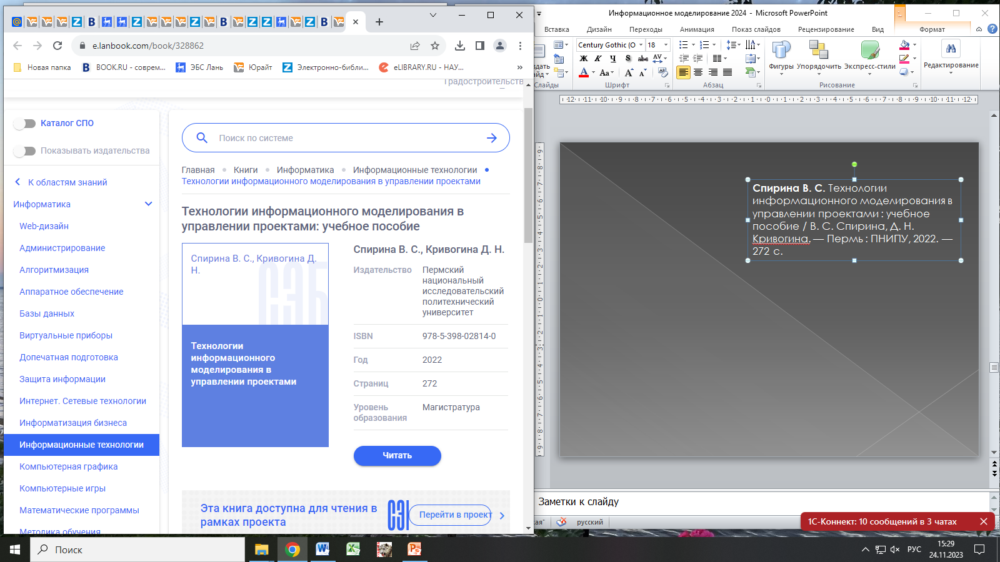 e.lanbook.com/book/328862
Новая папка
BOOK.RU - соврем...
ЭБС Лань
Юрайт
Электронно-библи...
eLIBRARY.RU - НАУ...
»
Градостроительств
Каталог СПО
Показывать издательства
К областям знаний
Информатика
Web-дизайн
Администрирование
Алгоритмизация
Аппаратное обеспечение
Базы данных
Виртуальные приборы
Допечатная подготовка
Защита информации
Интернет. Сетевые технологии
Информатизация бизнеса
Информационные технологии
Компьютерная графика
Компьютерные игры
Математические программы
Методика обучения
Поиск по системе
Главная • Книги • Информатика • Информационные технологии •
Технологии информационного моделирования в управлении проектами
Технологии информационного моделирования в
управлении проектами: учебное пособие
Спирина В. С., Кривогина Д.
Н.
СЭБ
Технологии
информационного
моделирования в
управлении проектами
Спирина В. С., Кривогина Д. Н.
Издательство
Пермский
национальный
исследовательский
политехнический
университет
ISBN 978-5-398-02814-0
Год 2022
Страниц 272
Уровень
образования
Магистратура
Читать
Эта книга доступна для чтения в
рамках проекта
СЭ
Перейти в проект
Информационное моделирование 2024 - Microsoft PowerPoint
Вставка
Дизайн
Переходы
Анимация
Показ слайдов
Рецензирование
Вид
Формат
Century Gothic (О
18
Ж К Ч S abc AV
А Aa A A
Слайды
Шрифт
Абзац
Фигуры
Упорядочить
Экспресс-стили
Рисование
Редактирование
Спирина В. С. Технологии
информационного моделирования в
управлении проектами : учебное
пособие / В. С. Спирина, Д. Н.
Кривогина. — Пермь : ПНИПУ, 2022. —
272 с.
Заметки к слайду
русский
1С-Коннект: 10 сообщений в 3 чатах
Поиск
РУС
15:29
24.11.2023